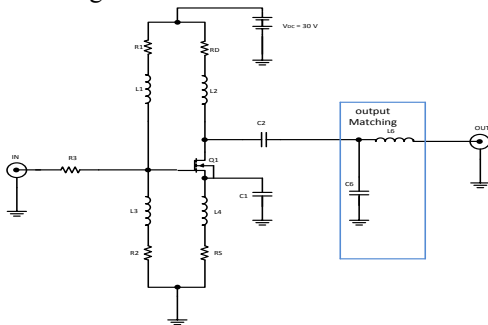 VDC = 30 V
R1
RD
L1
L2
output
Matching
C2
L6
OUT
Q1
IN
R3
C6
L3
L4
C1
R2
RS